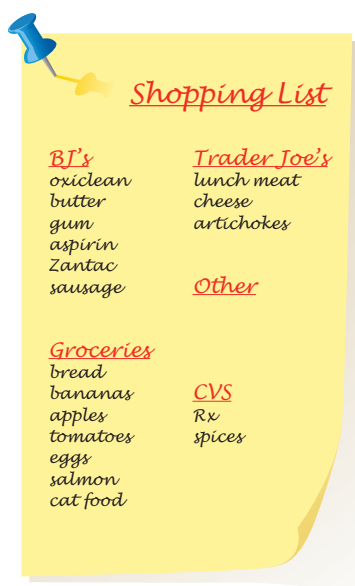 Shopping List
BJ's
oxiclean
butter
gum
aspirin
Zantac
sausage
Groceries
bread
bananas
apples
tomatoes
eggs
salmon
cat food
Trader Joe's
lunch meat
cheese
artichokes
Other
CVS
Rx
spices